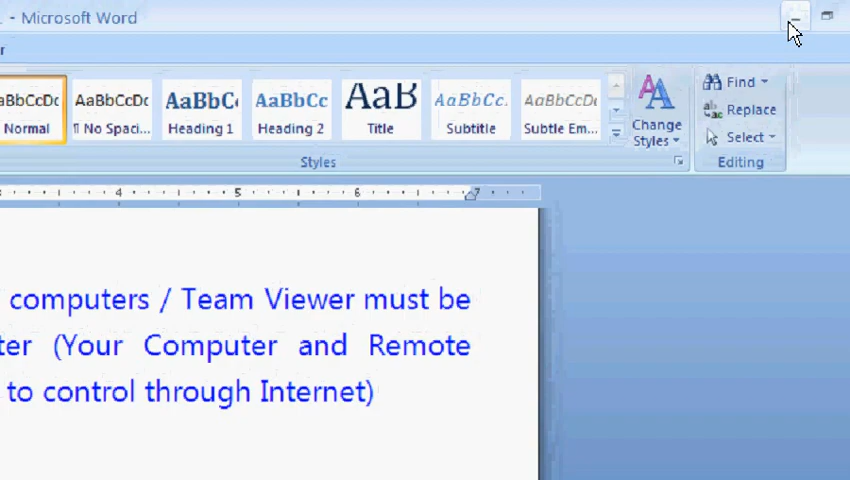 - Microsoft Word
r
AaBbCcDc AaBbCcDc AaBbC AaBbCc AaB AaBbCc. AaBbCcDc
Normal ¶ No Spaci... Heading 1 Heading 2 Title Subtitle Subtle Em...
Change
Styles
Find
Replace
Select
Styles Editing
4 5 6 7
computers / Team Viewer must be
ter (Your Computer and Remote
to control through Internet)